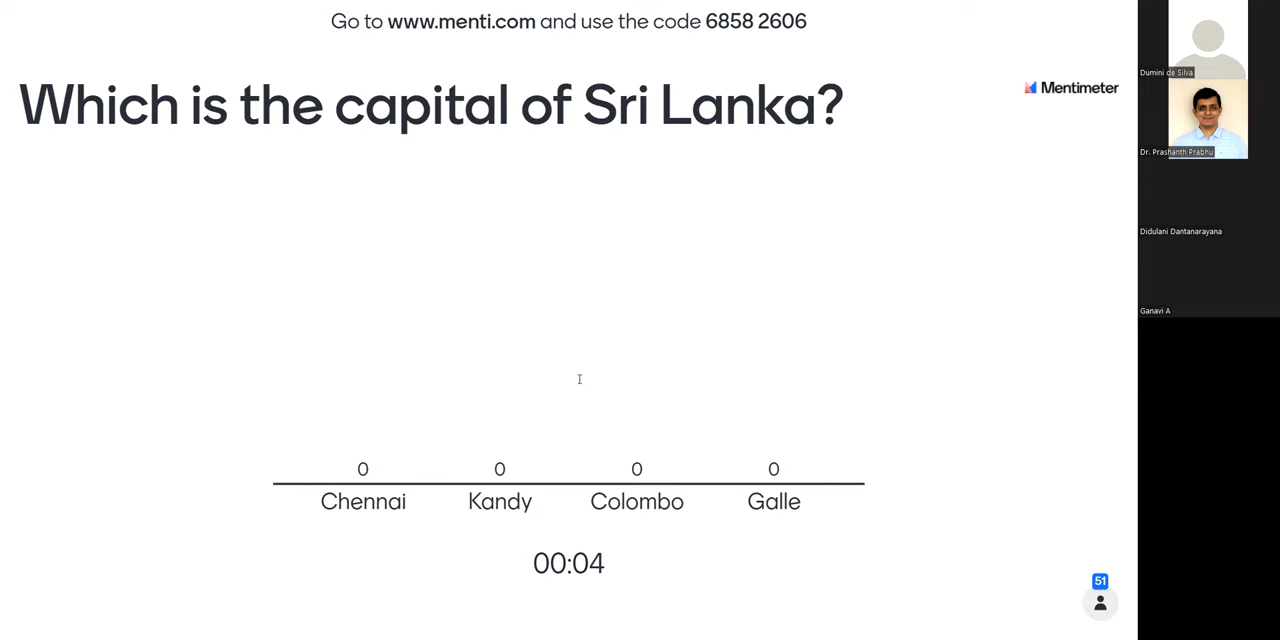 Go to www.menti.com and use the code 6858 2606
Which is the capital of Sri Lanka?
Mentimeter
Dumini de Silva
Dr. Prashanth Prabhu
Didulani Dantanarayana
Ganavi A
0 0 0 0
Chennai Kandy Colombo Galle
00:04
51